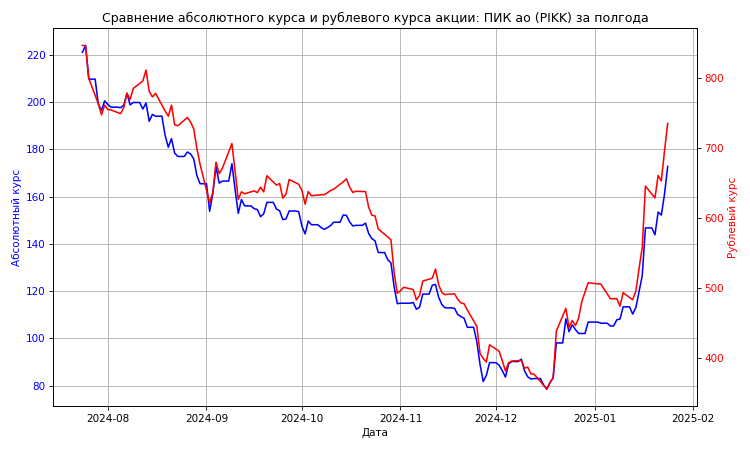 Сравнение абсолютного курса и рублевого курса акции: ПИК ао (PIKK) за полгода
220
200
180
160
140
120
100
80
Абсолютный курс
800
700
600
500
400
Рублевый курс
2024-08 2024-09 2024-10 2024-11 2024-12 2025-01 2025-02
Дата